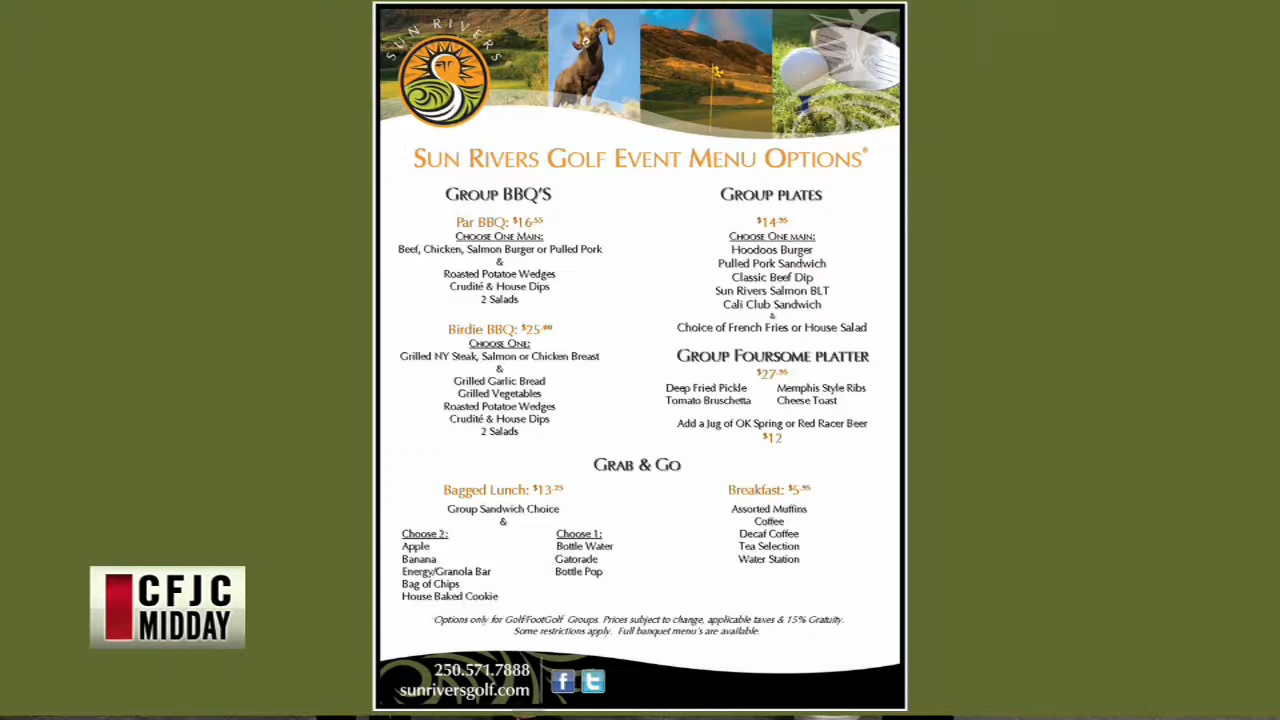 SUN RIVERS
SUN RIVERS GOLF EVENT MENU OPTIONS*
GROUP BBQ'S
Par BBQ: $16.55
CHOOSE ONE MAIN:
Beef, Chicken, Salmon Burger or Pulled Pork
&
Roasted Potatoe Wedges
Crudité & House Dips
2 Salads
Birdie BBQ: $25.00
CHOOSE ONE:
Grilled NY Steak, Salmon or Chicken Breast
&
Grilled Garlic Bread
Grilled Vegetables
Roasted Potatoe Wedges
Crudité & House Dips
2 Salads
GROUP PLATES
$14.95
CHOOSE ONE MAIN:
Hoodoos Burger
Pulled Pork Sandwich
Classic Beef Dip
Sun Rivers Salmon BLT
Cali Club Sandwich
&
Choice of French Fries or House Salad
GROUP FOURSOME PLATTER
$27.95
Deep Fried Pickle Memphis Style Ribs
Tomato Bruschetta Cheese Toast
Add a Jug of OK Spring or Red Racer Beer
$12
GRAB & GO
Bagged Lunch: $13.25
Group Sandwich Choice
&
Choose 2:
Apple
Banana
Energy/Granola Bar
Bag of Chips
House Baked Cookie
Choose 1:
Bottle Water
Gatorade
Bottle Pop
Breakfast: $5.95
Assorted Muffins
Coffee
Decaf Coffee
Tea Selection
Water Station
*Options only for Golf/FootGolf Groups. Prices subject to change, applicable taxes & 15% Gratuity.
Some restrictions apply. Full banquet menu's are available.
250.571.7888
sunriversgolf.com
CFJC
MIDDAY